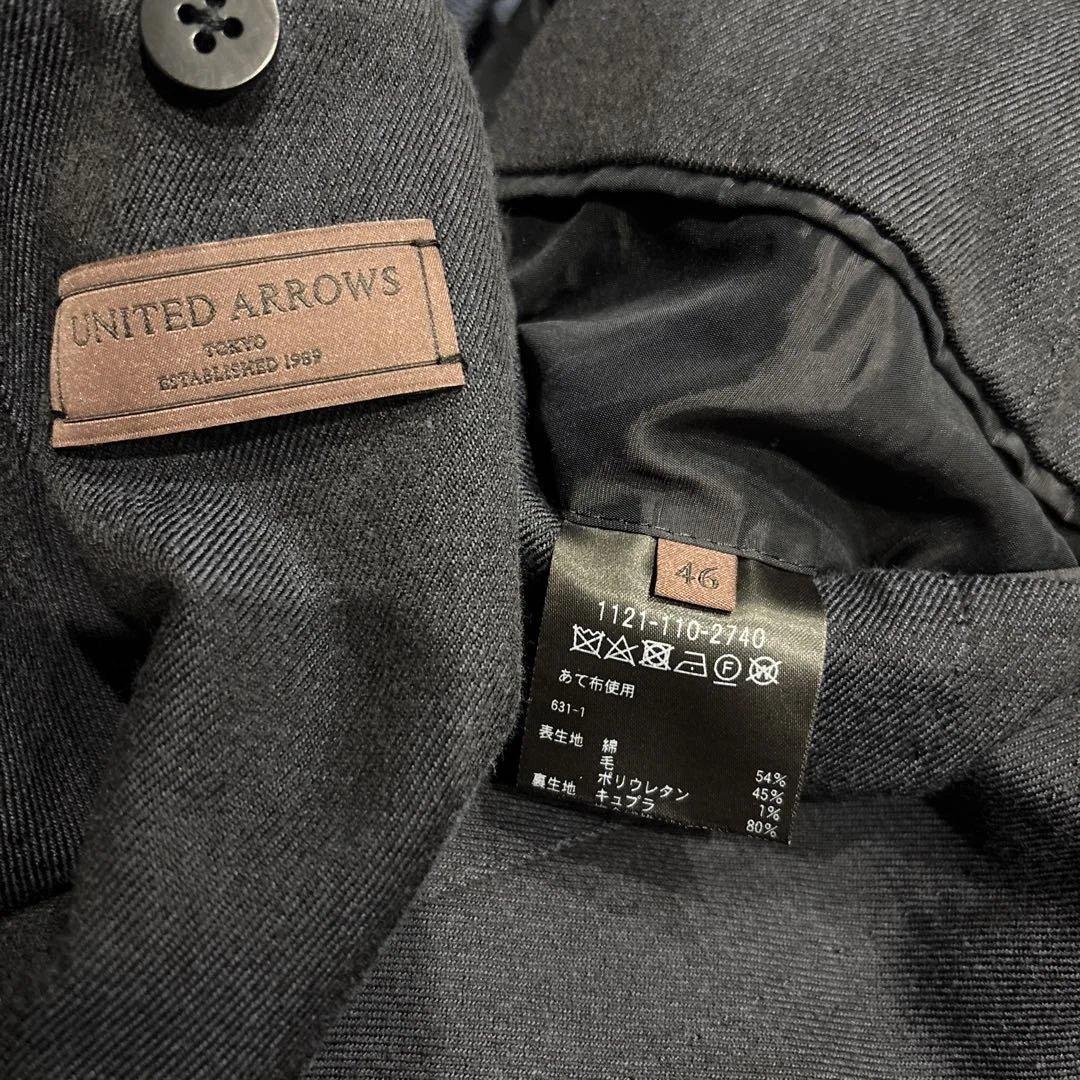 UNITED ARROWS
TOKYO
ESTABLISHED 1989
46
1121-110-2740
あて布使用
631-1
表生地 綿 54%
毛 45%
ポリウレタン 1%
裏生地 キュプラ 80%